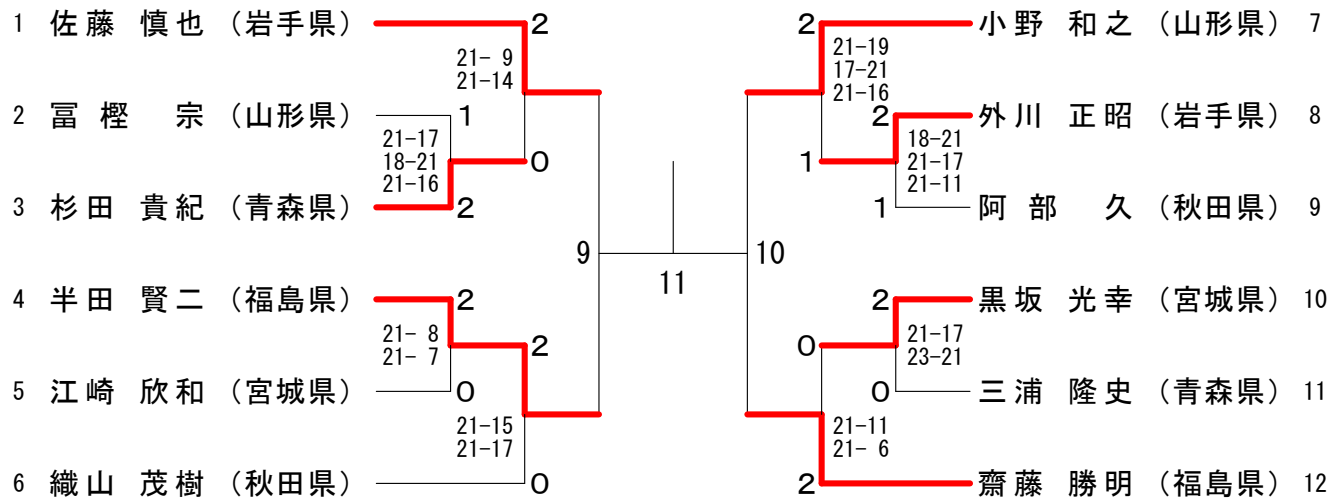 1 佐藤 慎也 (岩手県) 2
21- 9
21-14
2 冨樫 宗 (山形県) 1
21-17
18-21
21-16
0
3 杉田 貴紀 (青森県) 2
9
4 半田 賢二 (福島県) 2
21- 8
21- 7
2
5 江崎 欣和 (宮城県) 0
21-15
21-17
6 織山 茂樹 (秋田県) 0
11
2 小野 和之 (山形県) 7
21-19
17-21
21-16
2 外川 正昭 (岩手県) 8
18-21
21-17
21-11
1
1 阿部 久 (秋田県) 9
10
2 黒坂 光幸 (宮城県) 10
21-17
23-21
0
0 三浦 隆史 (青森県) 11
21-11
21- 6
2 齋藤 勝明 (福島県) 12